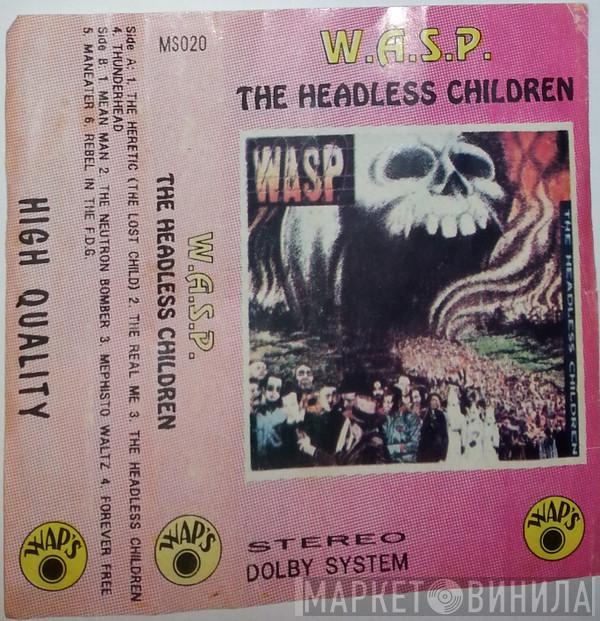 MS020
W.A.S.P.
THE HEADLESS CHILDREN
WASP
THE HEADLESS CHILDREN
STEREO
DOLBY SYSTEM
WAP'S
W.A.S.P.
THE HEADLESS CHILDREN
WAP'S
Side A: 1. THE HERETIC (THE LOST CHILD) 2. THE REAL ME 3. THE HEADLESS CHILDREN
4. THUNDERHEAD
Side B: 1. MEAN MAN 2. THE NEUTRON BOMBER 3. MEPHISTO WALTZ 4. FOREVER FREE
5. MANEATER 6. REBEL IN THE F.D.G.
HIGH QUALITY
WAP'S
МАРКЕТ ВИНИЛА